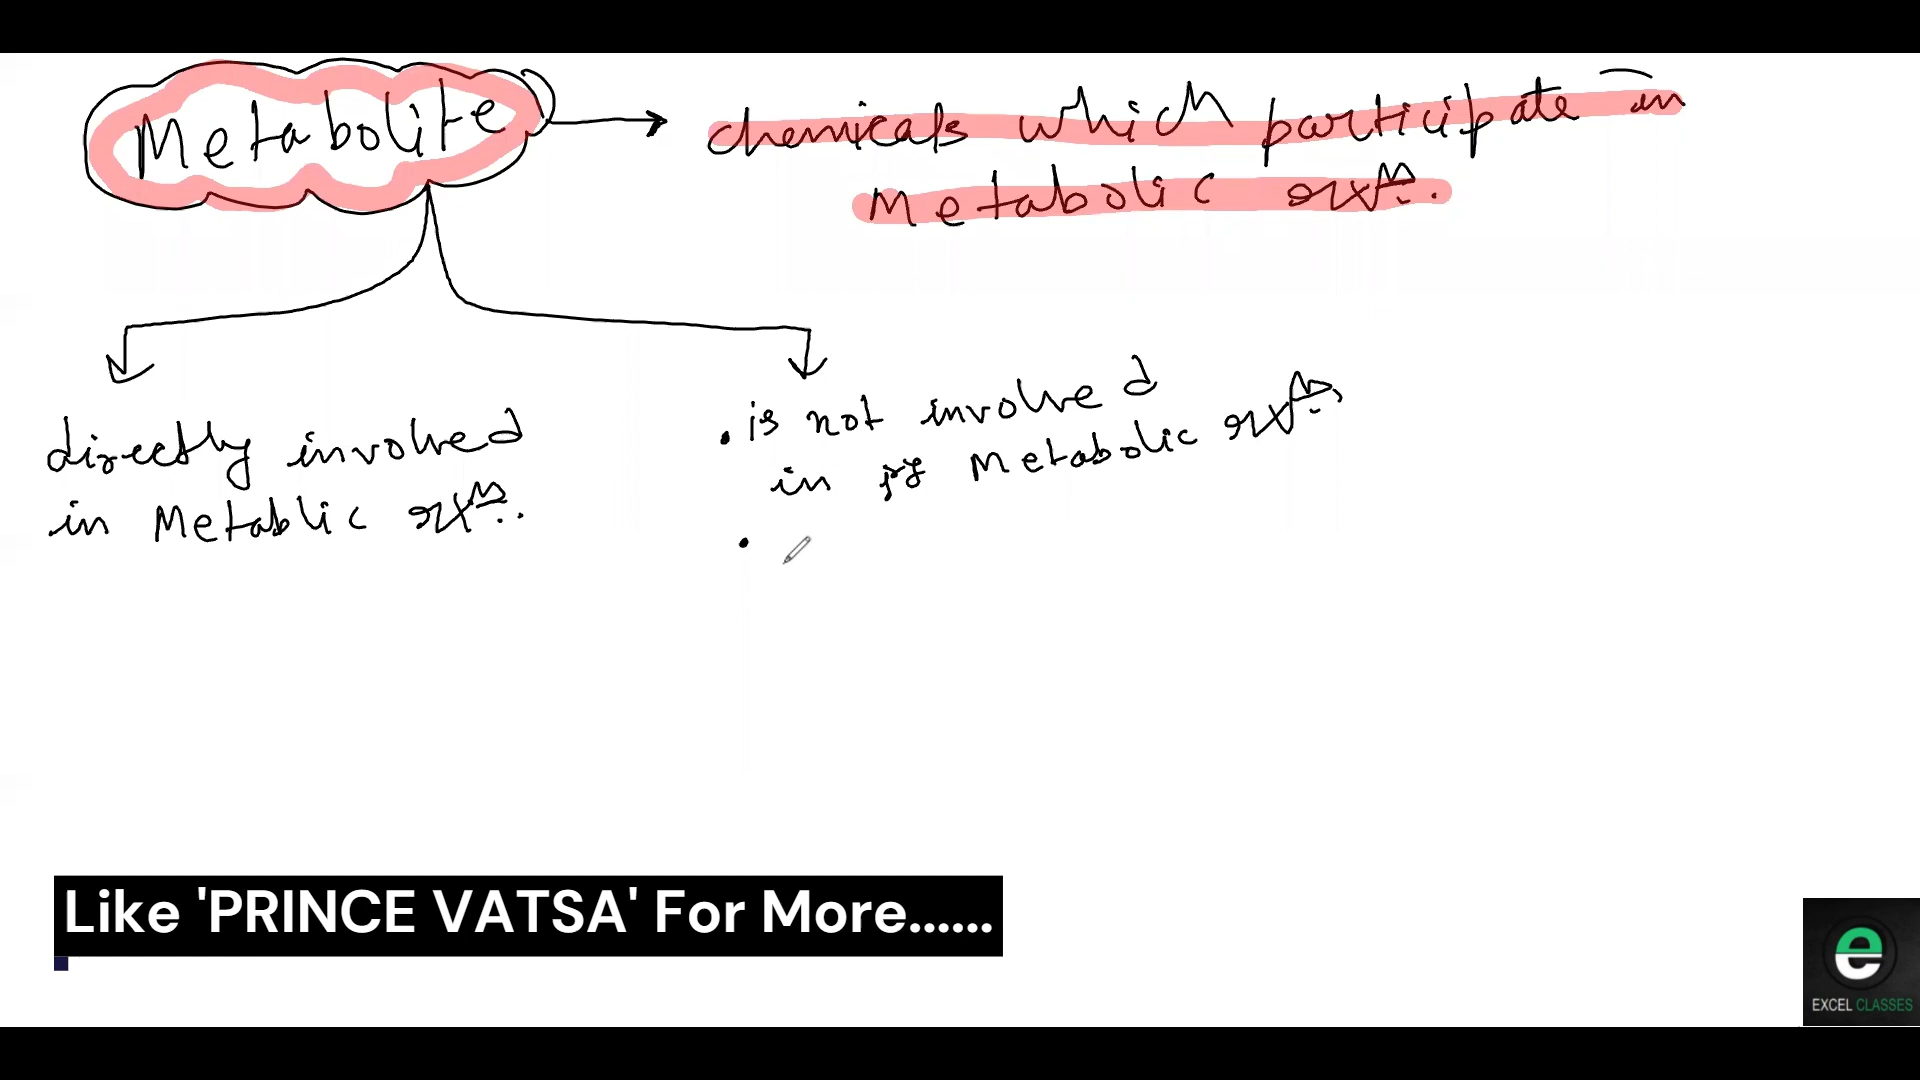 Metabolite → chemicals which participate in
Metabolic rxn.
directly involved
in Metablic rxn.
• is not involved
in 1ry Metabolic rxn.
•
Like 'PRINCE VATSA' For More......
e
EXCEL CLASSES